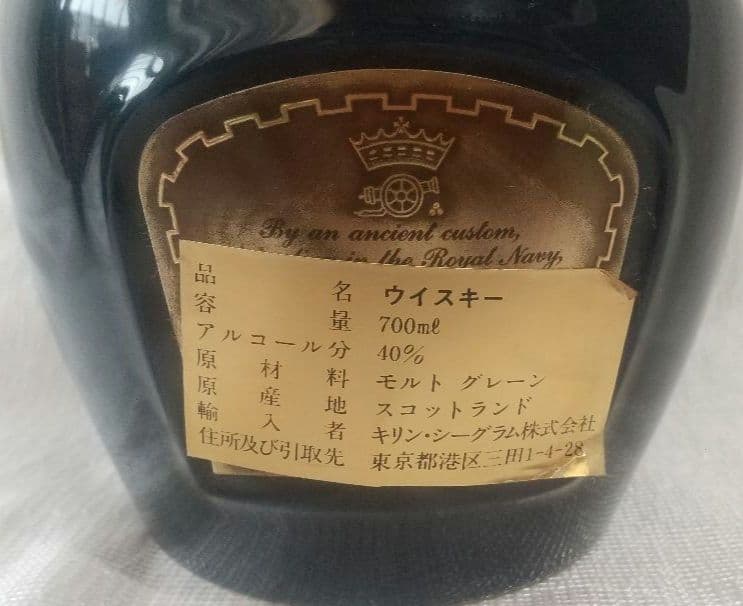 By an ancient custom,
in the Royal Navy,
品名 ウイスキー
容量 700mℓ
アルコール分 40%
原材料 モルト グレーン
原産地 スコットランド
輸入者 キリン・シーグラム株式会社
住所及び引取先 東京都港区三田1-4-28